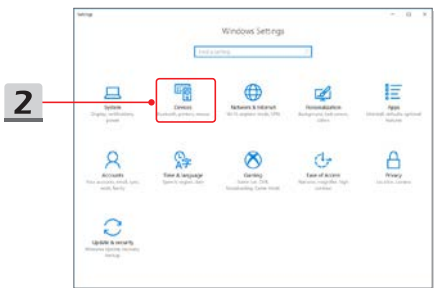 Settings
Windows Settings
Find a setting
2
System
Display, notifications,
power
Devices
Bluetooth, printers, mouse
Network & Internet
Wi-Fi, airplane mode, VPN
Personalization
Background, lock screen,
colors
Apps
Uninstall, defaults, optional
features
Accounts
Your accounts, email, sync,
work, family
Time & language
Speech, region, date
Gaming
Game bar, DVR,
broadcasting, Game Mode
Ease of Access
Narrator, magnifier, high
contrast
Privacy
Location, camera
Update & security
Windows Update, recovery,
backup